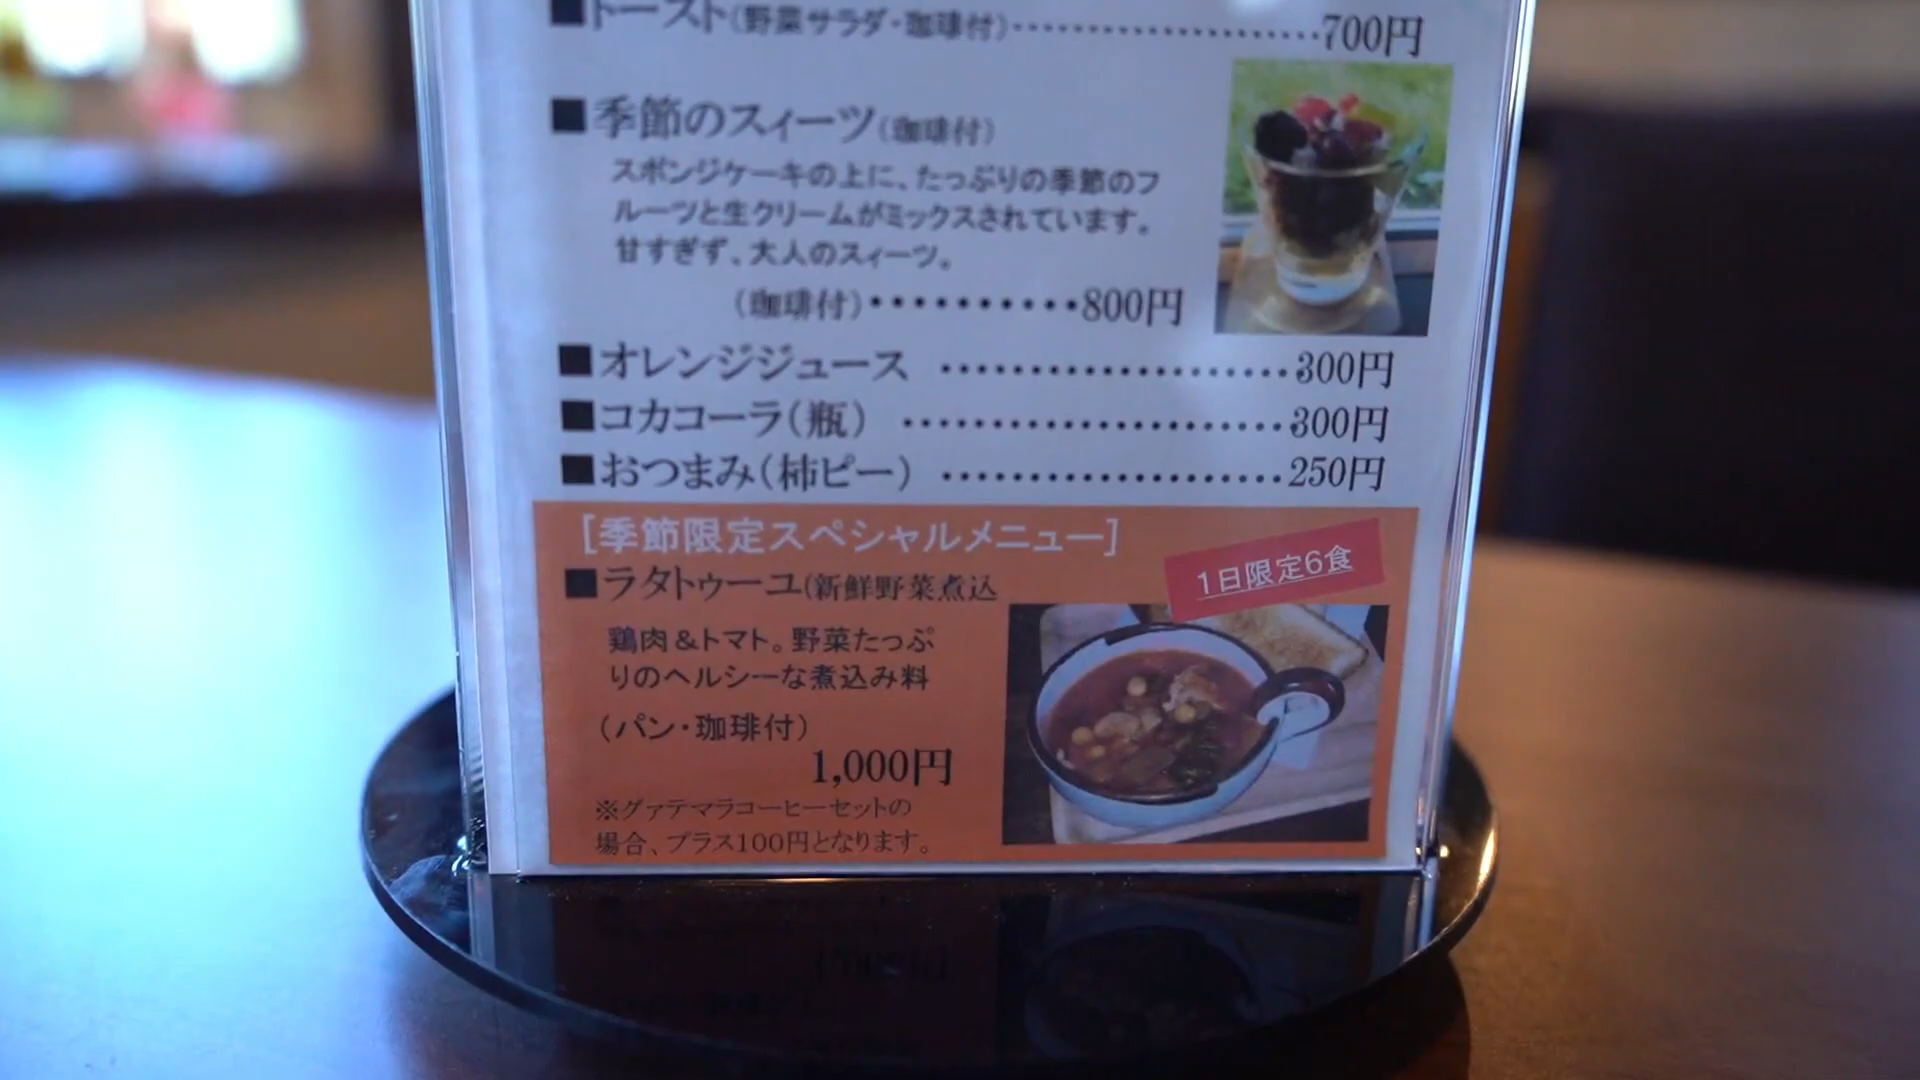 ■トースト(野菜サラダ・珈琲付)····················700円
■季節のスィーツ(珈琲付)
スポンジケーキの上に、たっぷりの季節のフ
ルーツと生クリームがミックスされています。
甘すぎず、大人のスィーツ。
(珈琲付)··········800円
■オレンジジュース ····················300円
■コカコーラ(瓶) ······················300円
■おつまみ(柿ピー) ····················250円
[季節限定スペシャルメニュー]
1日限定6食
■ラタトゥーユ(新鮮野菜煮込
鶏肉&トマト。野菜たっぷ
りのヘルシーな煮込み料
(パン・珈琲付)
1,000円
※グァテマラコーヒーセットの
場合、プラス100円となります。